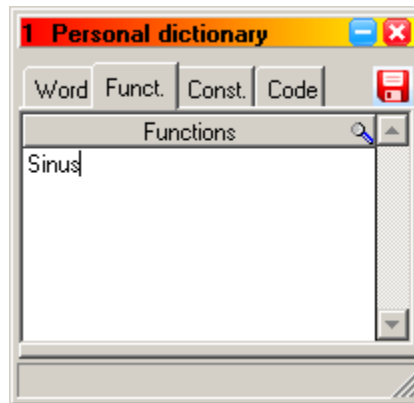 1 Personal dictionary
Word Funct. Const. Code
Functions
Sinus